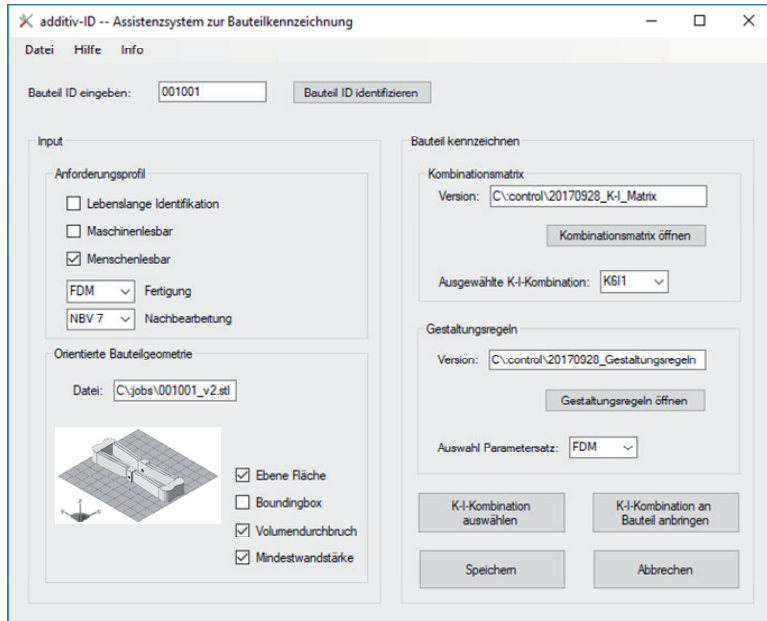 additiv-ID -- Assistenzsystem zur Bauteilkennzeichnung
Datei Hilfe Info
Bauteil ID eingeben: 001001 Bauteil ID identifizieren
Input
Anforderungsprofil
Lebenslange Identifikation
Maschinenlesbar
Menschenlesbar
FDM Fertigung
NBV 7 Nachbearbeitung
Orientierte Bauteilgeometrie
Datei: C\:jobs\001001_v2.stl
Ebene Fläche
Boundingbox
Volumendurchbruch
Mindestwandstärke
Bauteil kennzeichnen
Kombinationsmatrix
Version: C\:control\20170928_K-I_Matrix
Kombinationsmatrix öffnen
Ausgewählte K-I-Kombination: K6I1
Gestaltungsregeln
Version: C\:control\20170928_Gestaltungsregeln
Gestaltungsregeln öffnen
Auswahl Parametersatz: FDM
K-I-Kombination
auswählen
K-I-Kombination an
Bauteil anbringen
Speichern
Abbrechen